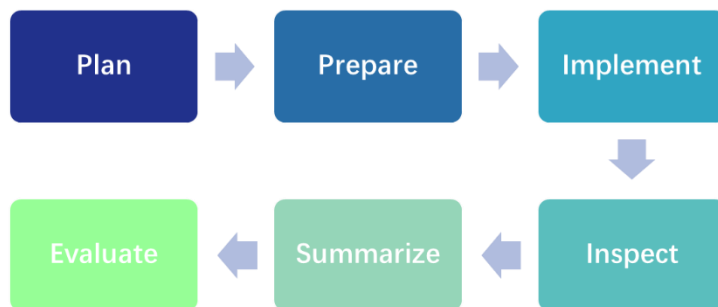 Plan
Prepare
Implement
Inspect
Summarize
Evaluate